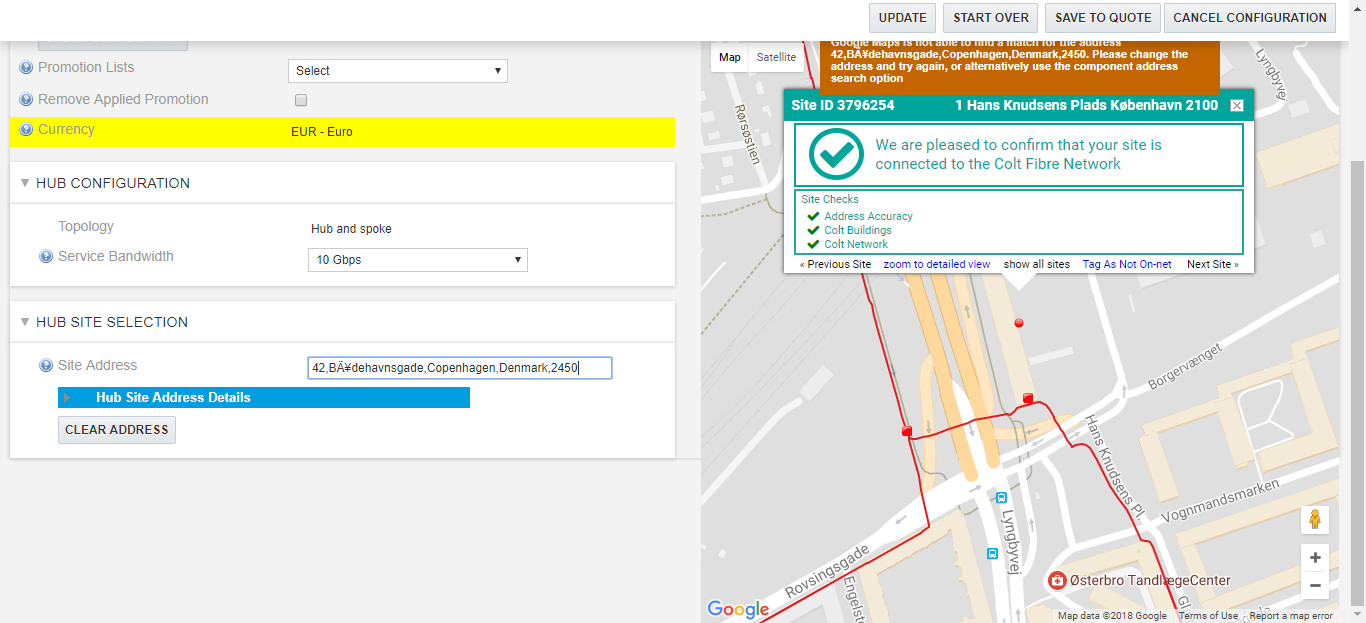 UPDATE
START OVER
SAVE TO QUOTE
CANCEL CONFIGURATION
Promotion Lists
Select
Remove Applied Promotion
Currency
EUR - Euro
HUB CONFIGURATION
Topology
Hub and spoke
Service Bandwidth
10 Gbps
HUB SITE SELECTION
Site Address
42,BÄ¥dehavnsgade,Copenhagen,Denmark,2450
Hub Site Address Details
CLEAR ADDRESS
Map
Satellite
Google Maps is not able to find a match for the address
42,BÄ¥dehavnsgade,Copenhagen,Denmark,2450. Please change the
address and try again, or alternatively use the component address
search option
Site ID 3796254
1 Hans Knudsens Plads København 2100
We are pleased to confirm that your site is
connected to the Colt Fibre Network
Site Checks
Address Accuracy
Colt Buildings
Colt Network
« Previous Site
zoom to detailed view
show all sites
Tag As Not On-net
Next Site »
Lyngbyvej
Rørsøstien
Borgervænget
Hans Knudsens Pl.
Vognmandsmarken
Lyngbyvej
Rovsingsgade
Østerbro TandlægeCenter
Google
Map data ©2018 Google
Terms of Use
Report a map error